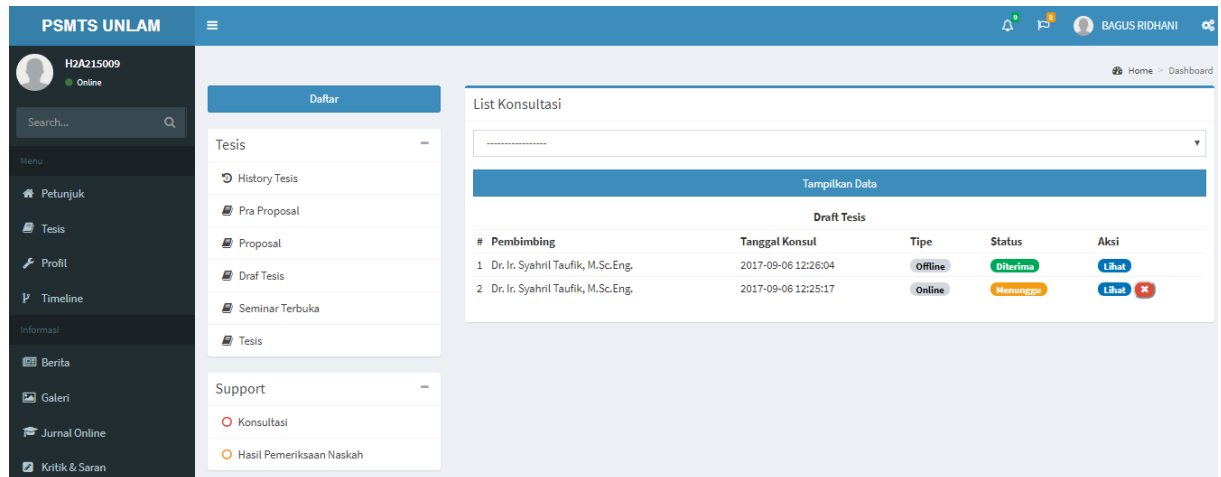 PSMTS UNLAM
0
2
BAGUS RIDHANI
H2A215009
Online
Home > Dashboard
Search...
Menu
Petunjuk
Tesis
Profil
Timeline
Informasi
Berita
Galeri
Jurnal Online
Kritik & Saran
Daftar
Tesis
History Tesis
Pra Proposal
Proposal
Draf Tesis
Seminar Terbuka
Tesis
Support
Konsultasi
Hasil Pemeriksaan Naskah
List Konsultasi
-----------------
Tampilkan Data
Draft Tesis
# Pembimbing Tanggal Konsul Tipe Status Aksi
1 Dr. Ir. Syahril Taufik, M.Sc.Eng. 2017-09-06 12:26:04 Offline Diterima Lihat
2 Dr. Ir. Syahril Taufik, M.Sc.Eng. 2017-09-06 12:25:17 Online Menunggu Lihat